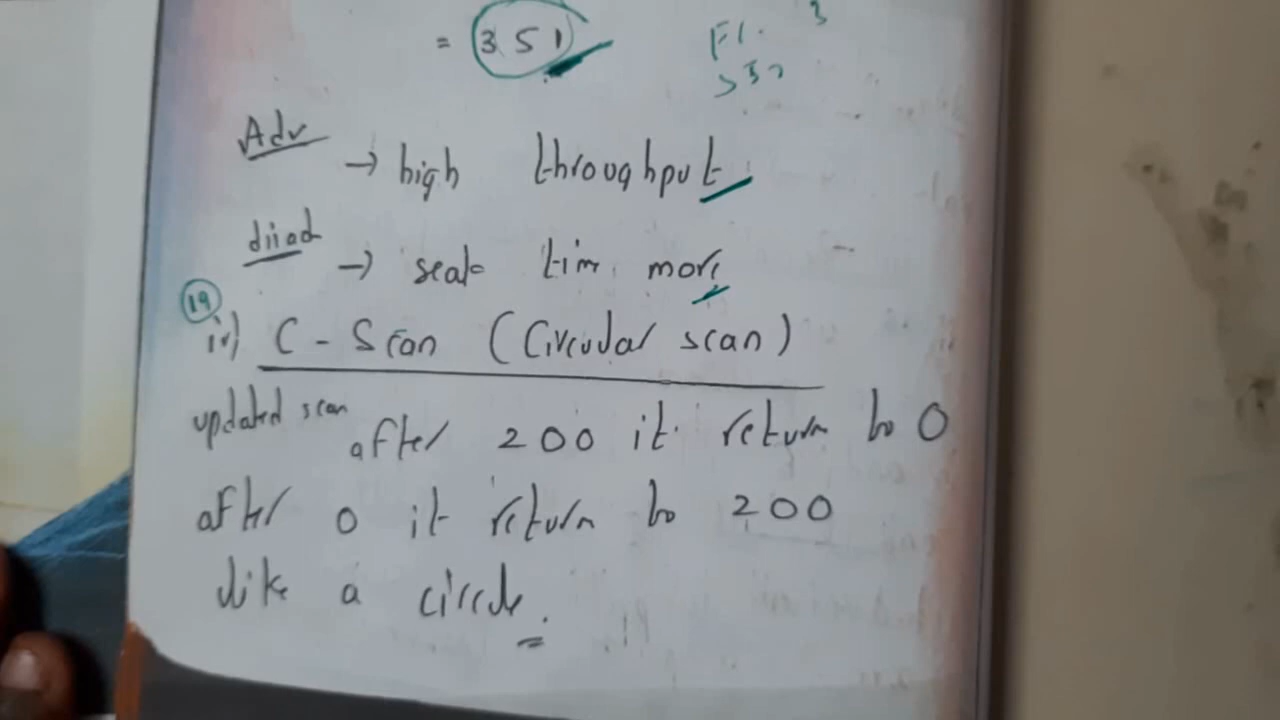 = 351
Adv
→ high throughput
disad
→ seak time more
19
iv) C - Scan (Circular scan)
updated scan after 200 it return to 0
after 0 it return to 200
like a circle.